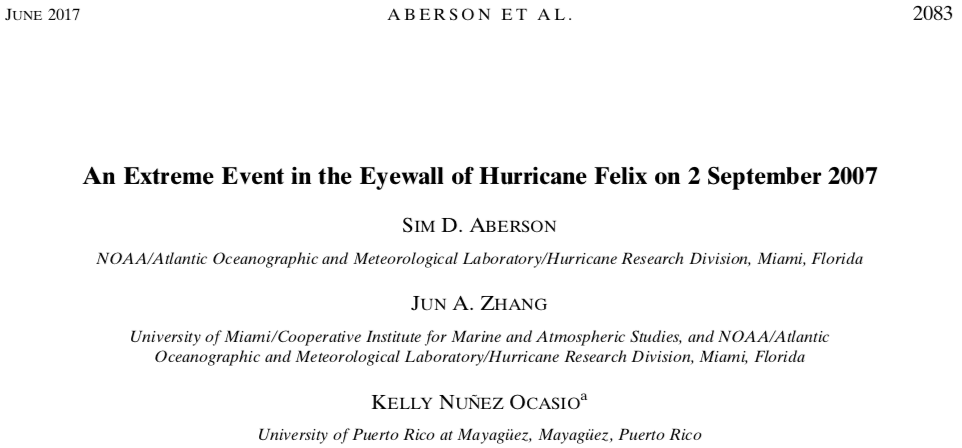 JUNE 2017 ABERSON ET AL. 2083
An Extreme Event in the Eyewall of Hurricane Felix on 2 September 2007
SIM D. ABERSON
NOAA/Atlantic Oceanographic and Meteorological Laboratory/Hurricane Research Division, Miami, Florida
JUN A. ZHANG
University of Miami/Cooperative Institute for Marine and Atmospheric Studies, and NOAA/Atlantic
Oceanographic and Meteorological Laboratory/Hurricane Research Division, Miami, Florida
KELLY NUÑEZ OCASIOa
University of Puerto Rico at Mayagüez, Mayagüez, Puerto Rico